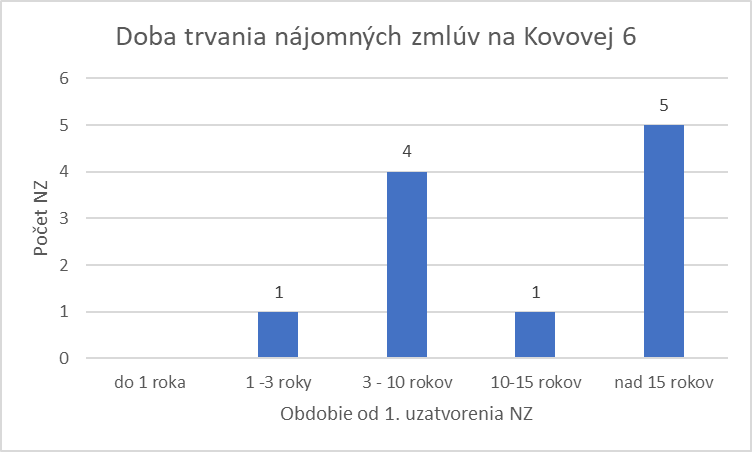 Doba trvania nájomných zmlúv na Kovovej 6
6
5
4
3
2
1
0
Počet NZ
1
4
1
5
do 1 roka
1 -3 roky
3 - 10 rokov
10-15 rokov
nad 15 rokov
Obdobie od 1. uzatvorenia NZ